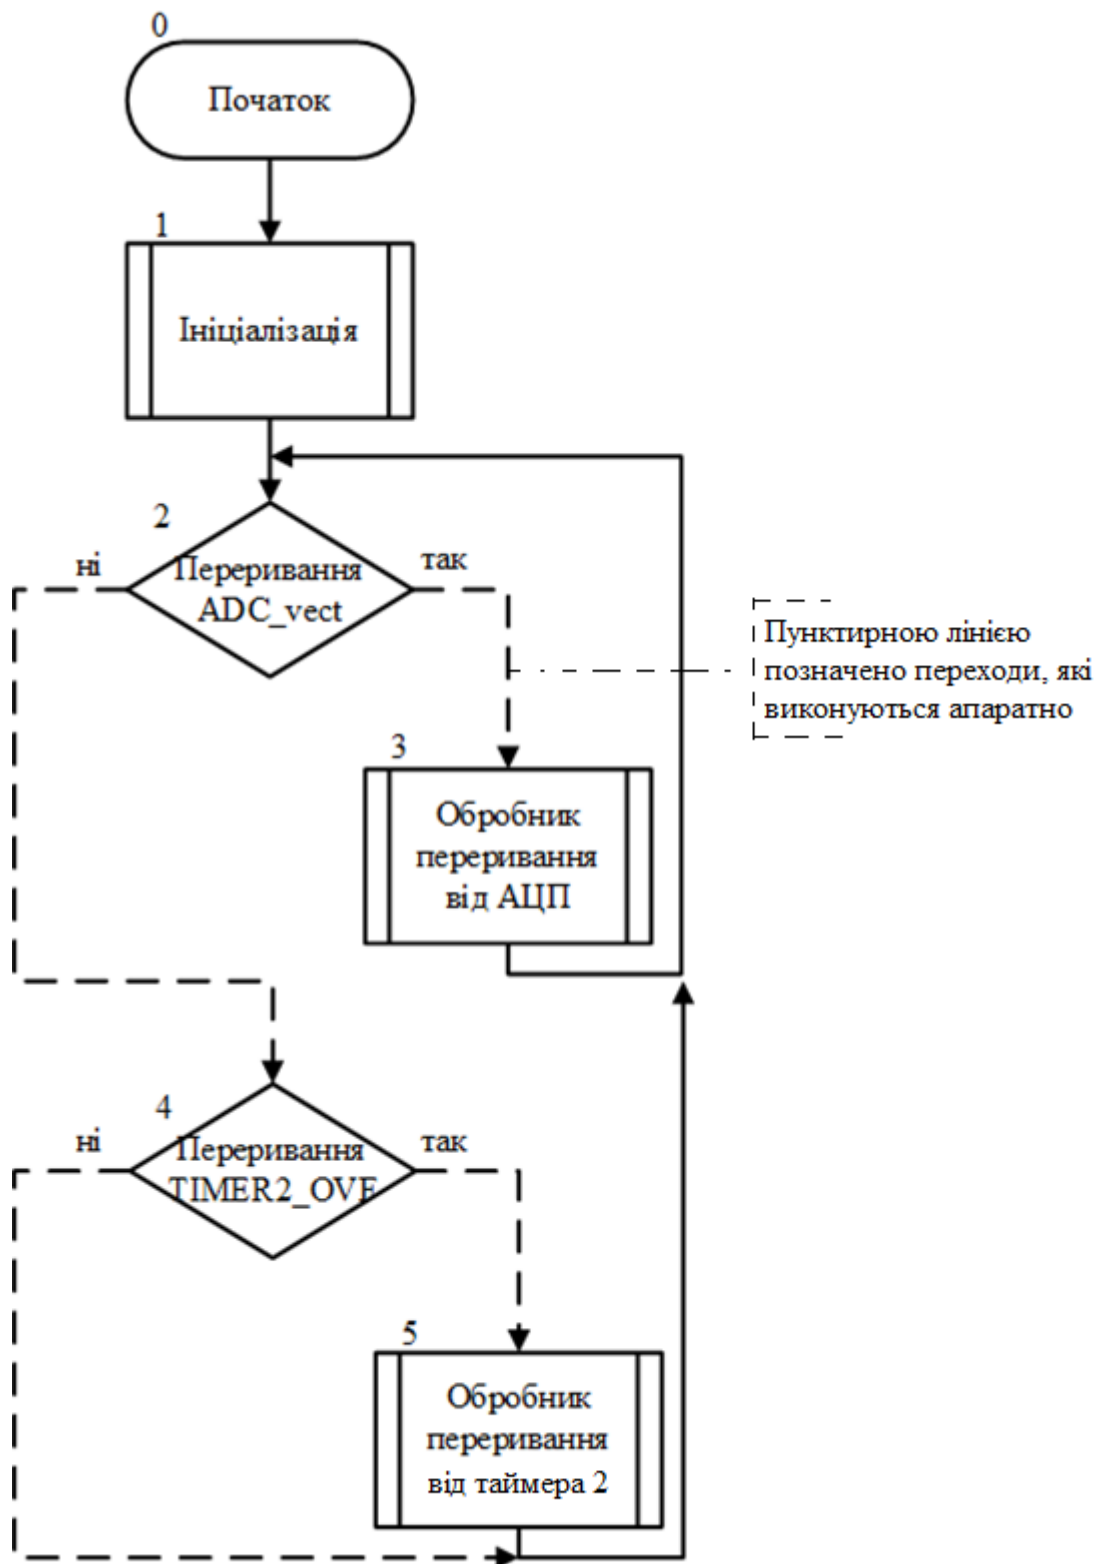 0
Початок
1
Ініціалізація
2
ні
Переривання
ADC_vect
так
Пунктирною лінією
позначено переходи, які
виконуються апаратно
3
Обробник
переривання
від АЦП
4
ні
Переривання
TIMER2_OVF
так
5
Обробник
переривання
від таймера 2